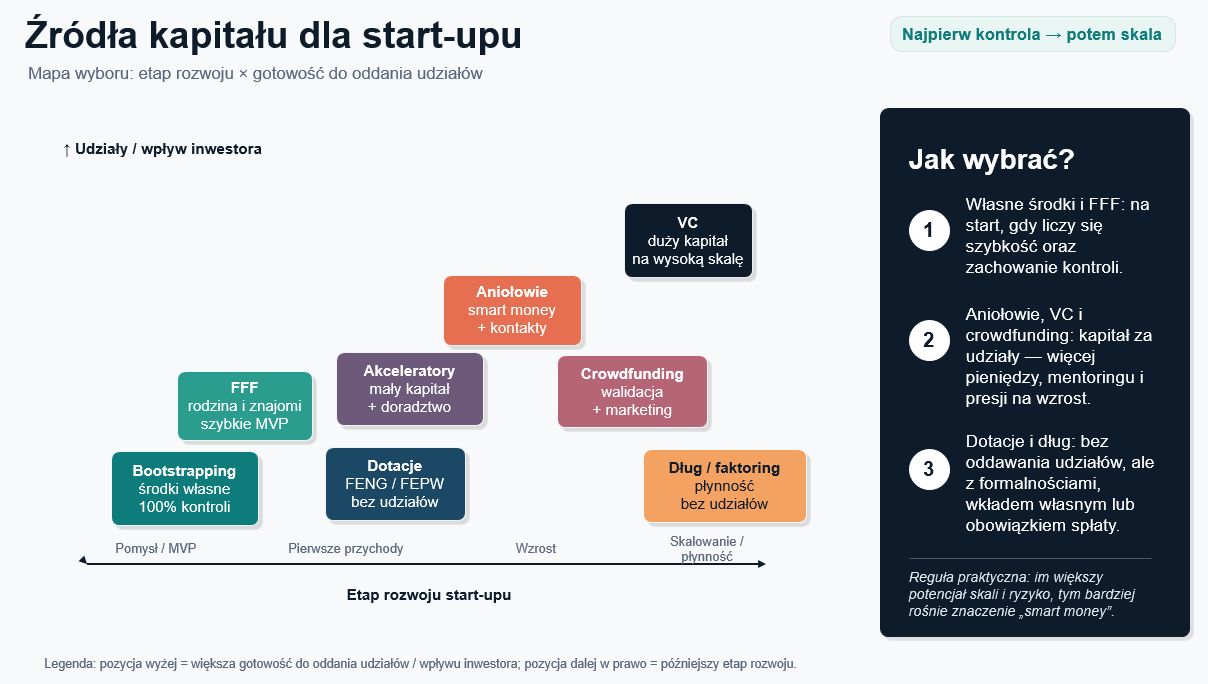 Źródła kapitału dla start-upu
Najpierw kontrola → potem skala
Mapa wyboru: etap rozwoju × gotowość do oddania udziałów
↑ Udziały / wpływ inwestora
VC
duży kapitał
na wysoką skalę
Aniołowie
smart money
+ kontakty
Akceleratory
mały kapitał
+ doradztwo
Crowdfunding
walidacja
+ marketing
FFF
rodzina i znajomi
szybkie MVP
Bootstrapping
środki własne
100% kontroli
Dotacje
FENG / FEPW
bez udziałów
Dług / faktoring
płynność
bez udziałów
Pomysł / MVP
Pierwsze przychody
Wzrost
Skalowanie /
płynność
Etap rozwoju start-upu
Jak wybrać?
1
Własne środki i FFF: na
start, gdy liczy się
szybkość oraz
zachowanie kontroli.
2
Aniołowie, VC i
crowdfunding: kapitał za
udziały — więcej
pieniędzy, mentoringu i
presji na wzrost.
3
Dotacje i dług: bez
oddawania udziałów, ale
z formalnościami,
wkładem własnym lub
obowiązkiem spłaty.
Reguła praktyczna: im większy
potencjał skali i ryzyko, tym bardziej
rośnie znaczenie „smart money”.
Legenda: pozycja wyżej = większa gotowość do oddania udziałów / wpływu inwestora; pozycja dalej w prawo = późniejszy etap rozwoju.